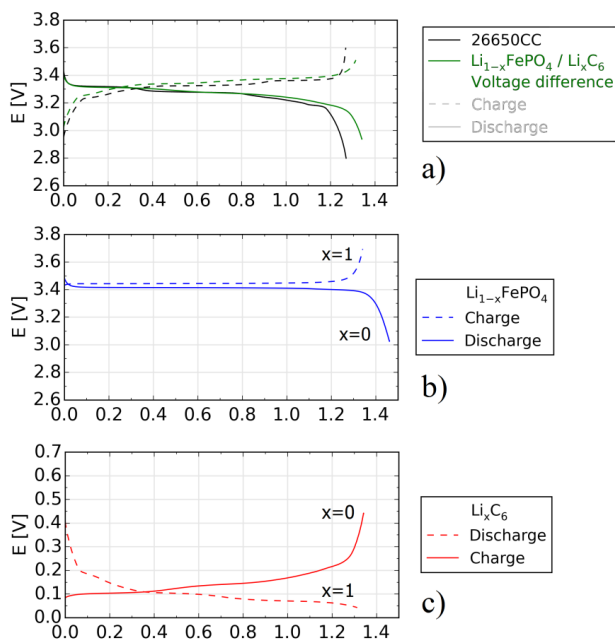 3.8
3.6
3.4
3.2
3.0
2.8
2.6
E [V]
0.0 0.2 0.4 0.6 0.8 1.0 1.2 1.4
26650CC
Li₁₋ₓFePO₄ / LiₓC₆
Voltage difference
Charge
Discharge
a)
3.8
3.6
3.4
3.2
3.0
2.8
2.6
E [V]
x=1
x=0
0.0 0.2 0.4 0.6 0.8 1.0 1.2 1.4
Li₁₋ₓFePO₄
Charge
Discharge
b)
0.7
0.6
0.5
0.4
0.3
0.2
0.1
0.0
E [V]
x=0
x=1
0.0 0.2 0.4 0.6 0.8 1.0 1.2 1.4
LiₓC₆
Discharge
Charge
c)